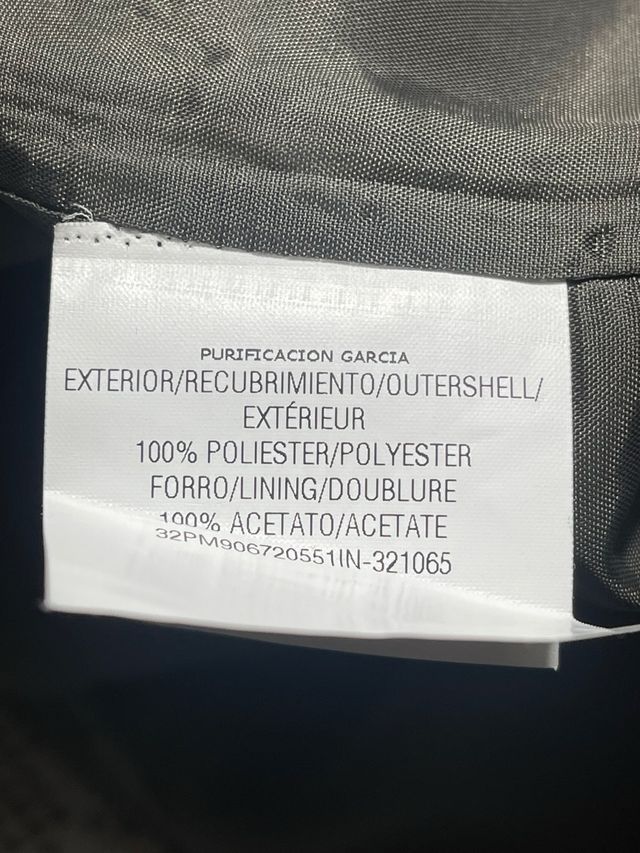 PURIFICACION GARCIA
EXTERIOR/RECUBRIMIENTO/OUTERSHELL/
EXTÉRIEUR
100% POLIESTER/POLYESTER
FORRO/LINING/DOUBLURE
100% ACETATO/ACETATE
32PM906720551IN-321065